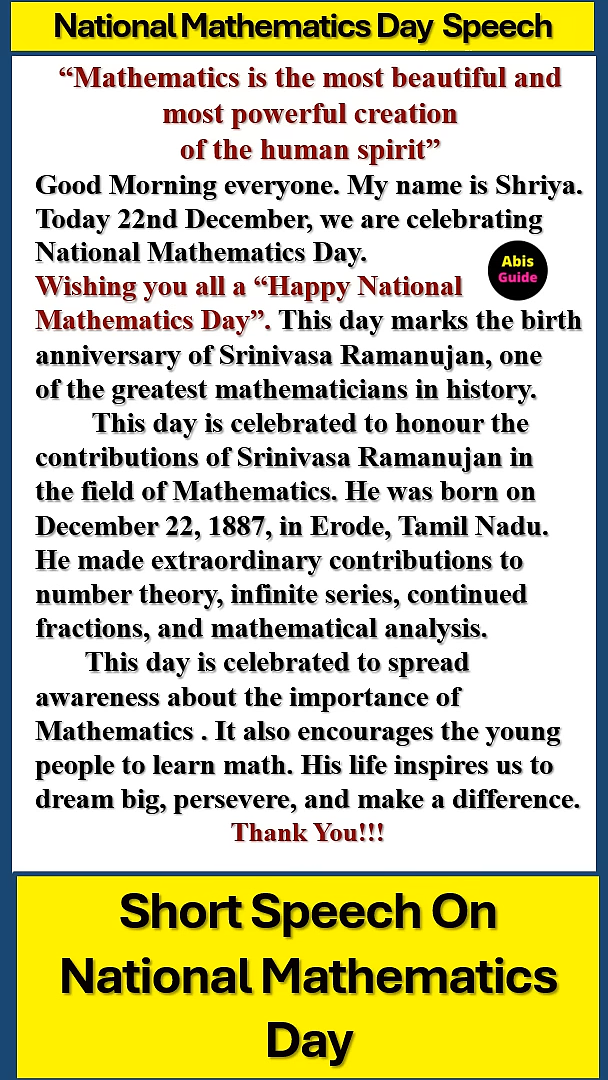 National Mathematics Day Speech
“Mathematics is the most beautiful and
most powerful creation
of the human spirit”
Good Morning everyone. My name is Shriya.
Today 22nd December, we are celebrating
National Mathematics Day.
Abis
Guide
Wishing you all a “Happy National
Mathematics Day”. This day marks the birth
anniversary of Srinivasa Ramanujan, one
of the greatest mathematicians in history.
This day is celebrated to honour the
contributions of Srinivasa Ramanujan in
the field of Mathematics. He was born on
December 22, 1887, in Erode, Tamil Nadu.
He made extraordinary contributions to
number theory, infinite series, continued
fractions, and mathematical analysis.
This day is celebrated to spread
awareness about the importance of
Mathematics . It also encourages the young
people to learn math. His life inspires us to
dream big, persevere, and make a difference.
Thank You!!!
Short Speech On
National Mathematics
Day